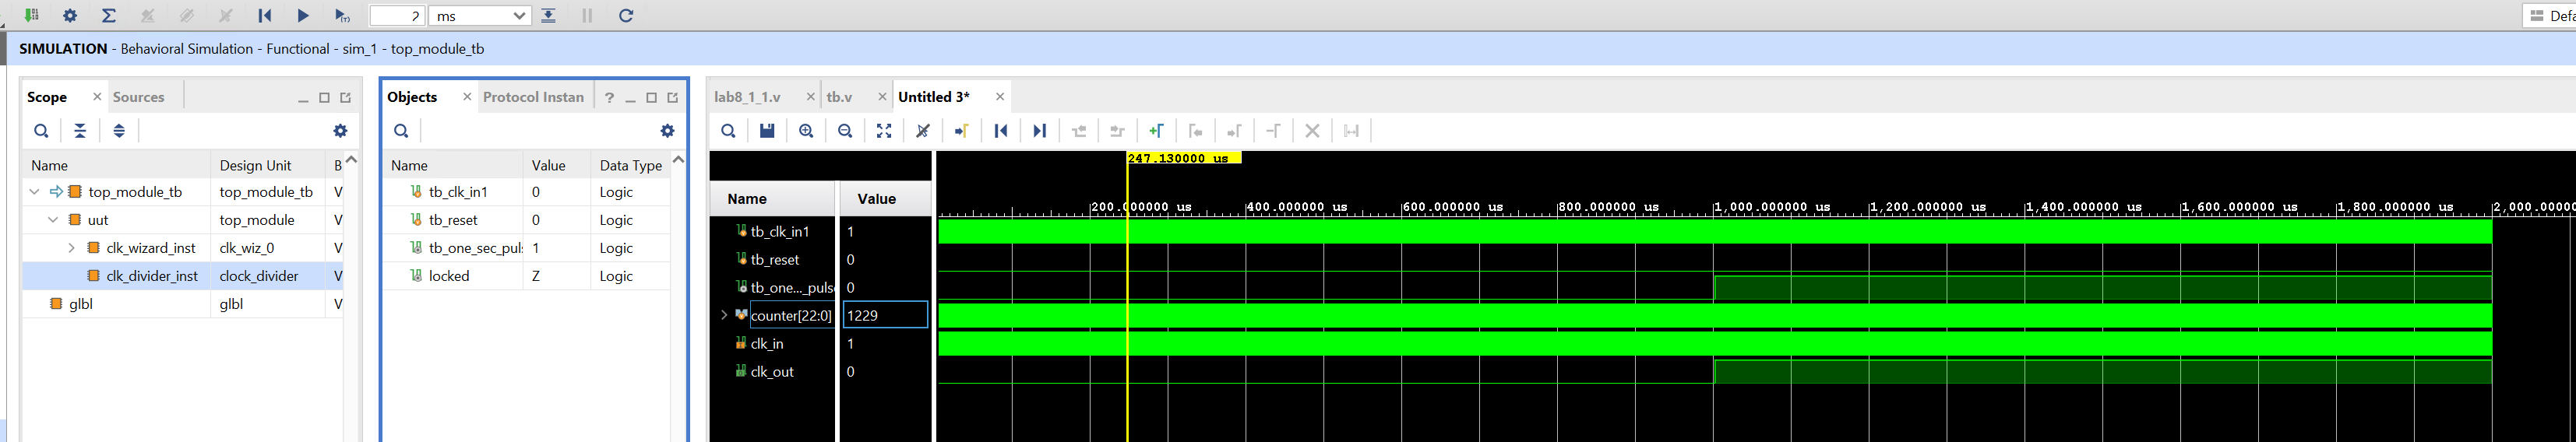 2 ms Defa
SIMULATION - Behavioral Simulation - Functional - sim_1 - top_module_tb
Scope Sources
Name Design Unit B
top_module_tb top_module_tb V
uut top_module V
clk_wizard_inst clk_wiz_0 V
clk_divider_inst clock_divider V
glbl glbl V
Objects Protocol Instan ?
Name Value Data Type
tb_clk_in1 0 Logic
tb_reset 0 Logic
tb_one_sec_pul 1 Logic
locked Z Logic
lab8_1_1.v tb.v Untitled 3*
247.130000 us
Name Value
200.000000 us 400.000000 us 600.000000 us 800.000000 us 1,000.000000 us 1,200.000000 us 1,400.000000 us 1,600.000000 us 1,800.000000 us 2,000.00000
tb_clk_in1 1
tb_reset 0
tb_one..._puls 0
counter[22:0] 1229
clk_in 1
clk_out 0